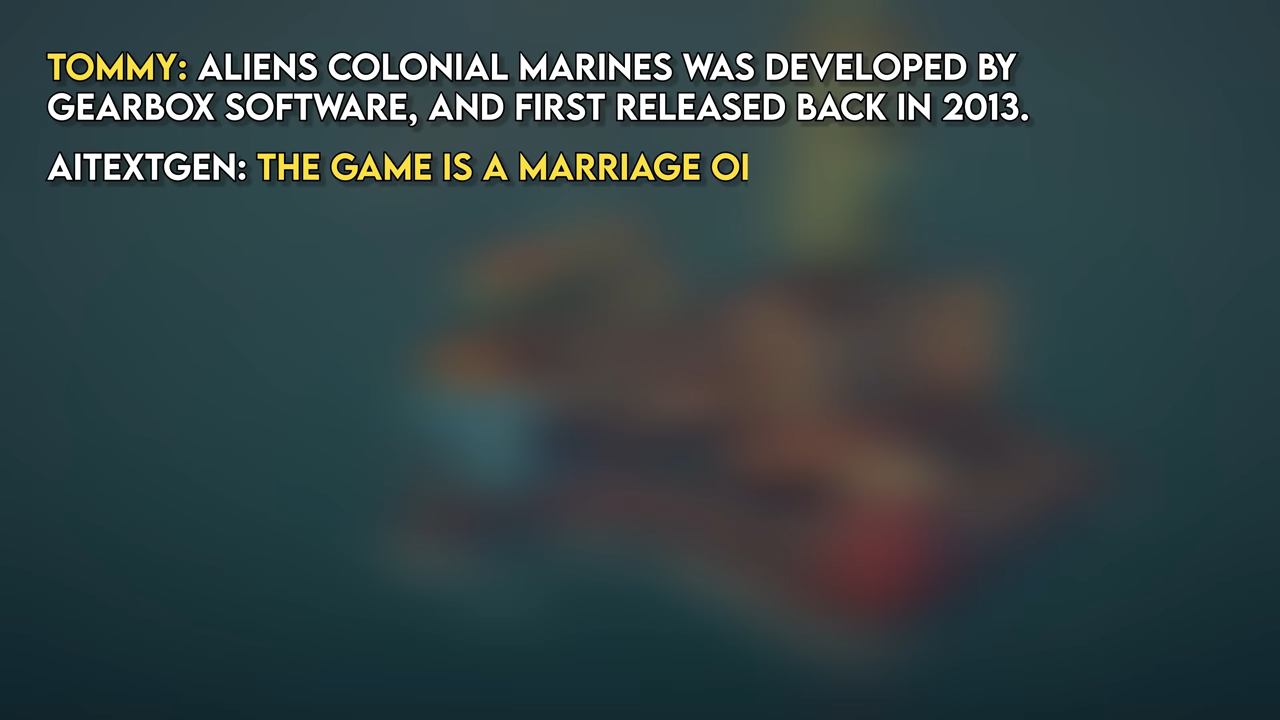 TOMMY: ALIENS COLONIAL MARINES WAS DEVELOPED BY
GEARBOX SOFTWARE, AND FIRST RELEASED BACK IN 2013.
AITEXTGEN: THE GAME IS A MARRIAGE OI